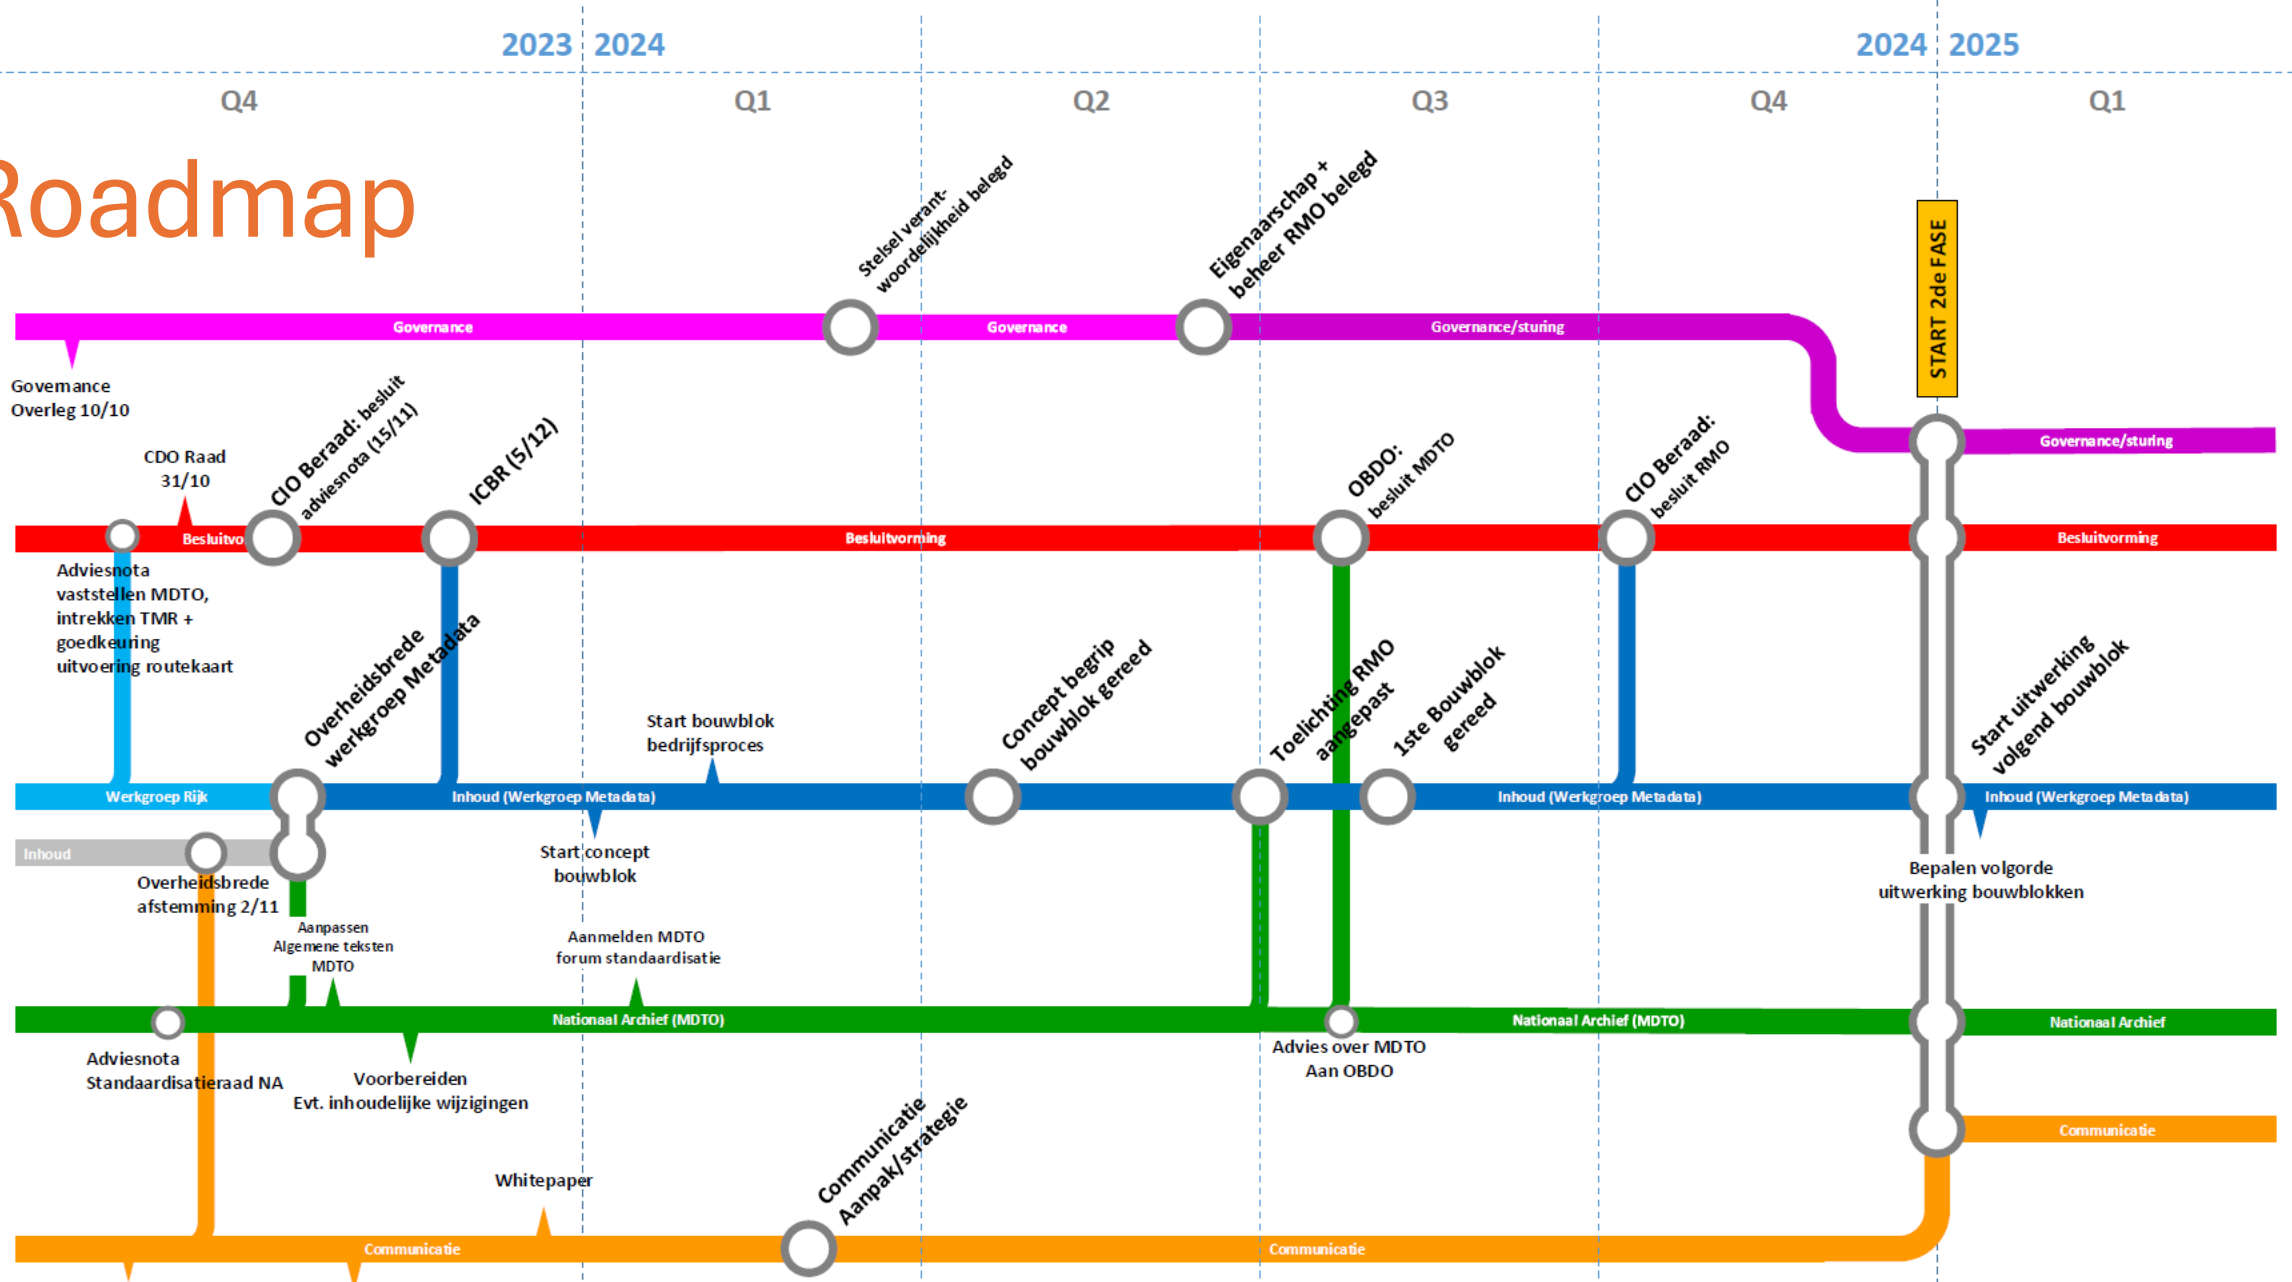 2023 2024
2024 2025
Q4
Q1
Q2
Q3
Q4
Q1
Roadmap
Stelsel verant-
woordelijkheid belegd
Eigenaarschap +
beheer RMO belegd
START 2de FASE
Governance
Governance
Governance/sturing
Governance
Overleg 10/10
Governance/sturing
CDO Raad
31/10
CIO Beraad: besluit
adviesnota (15/11)
ICBR (5/12)
OBDO:
besluit MDTO
CIO Beraad:
besluit RMO
Besluitvo
Besluitvorming
Besluitvorming
Adviesnota
vaststellen MDTO,
intrekken TMR +
goedkeuring
uitvoering routekaart
Overheidsbrede
werkgroep Metadata
Start bouwblok
bedrijfsproces
Concept begrip
bouwblok gereed
Toelichting RMO
aangepast
1ste Bouwblok
gereed
Start uitwerking
volgend bouwblok
Werkgroep Rijk
Inhoud (Werkgroep Metadata)
Inhoud (Werkgroep Metadata)
Inhoud (Werkgroep Metadata)
Inhoud
Start concept
bouwblok
Bepalen volgorde
uitwerking bouwblokken
Overheidsbrede
afstemming 2/11
Aanpassen
Algemene teksten
MDTO
Aanmelden MDTO
forum standaardisatie
Nationaal Archief (MDTO)
Nationaal Archief (MDTO)
Nationaal Archief
Adviesnota
Standaardisatieraad NA
Voorbereiden
Evt. inhoudelijke wijzigingen
Advies over MDTO
Aan OBDO
Communicatie
Aanpak/strategie
Communicatie
Whitepaper
Communicatie
Communicatie